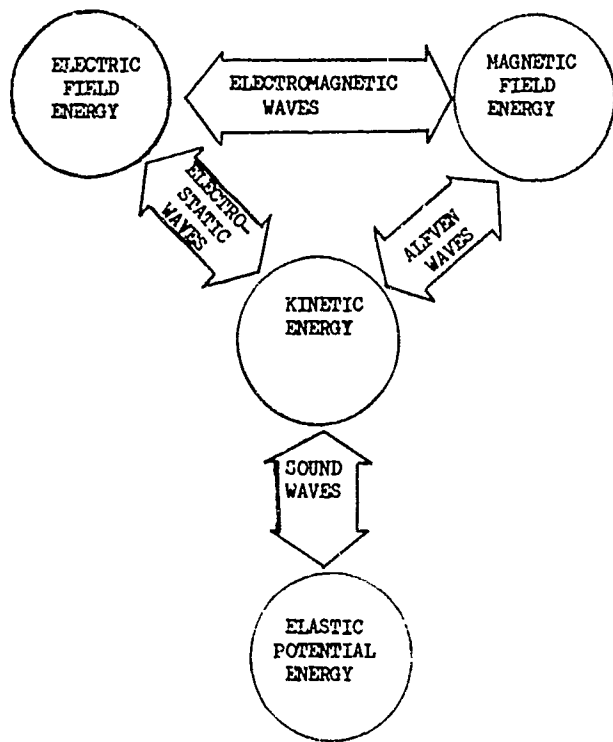 ELECTRIC
FIELD
ENERGY
ELECTROMAGNETIC
WAVES
MAGNETIC
FIELD
ENERGY
ELECTRO-
STATIC
WAVES
ALFVEN
WAVES
KINETIC
ENERGY
SOUND
WAVES
ELASTIC
POTENTIAL
ENERGY